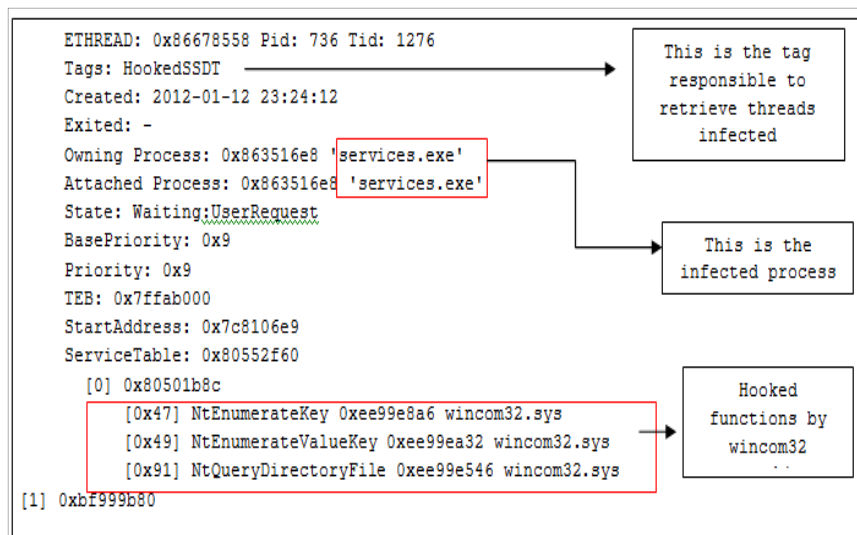 ETHREAD: 0x86678558 Pid: 736 Tid: 1276
Tags: HookedSSDT
Created: 2012-01-12 23:24:12
Exited: -
Owning Process: 0x863516e8 'services.exe'
Attached Process: 0x863516e8 'services.exe'
State: Waiting:UserRequest
BasePriority: 0x9
Priority: 0x9
TEB: 0x7ffab000
StartAddress: 0x7c8106e9
ServiceTable: 0x80552f60
[0] 0x80501b8c
[0x47] NtEnumerateKey 0xee99e8a6 wincom32.sys
[0x49] NtEnumerateValueKey 0xee99ea32 wincom32.sys
[0x91] NtQueryDirectoryFile 0xee99e546 wincom32.sys
[1] 0xbf999b80
This is the tag
responsible to
retrieve threads
infected
This is the
infected process
Hooked
functions by
wincom32